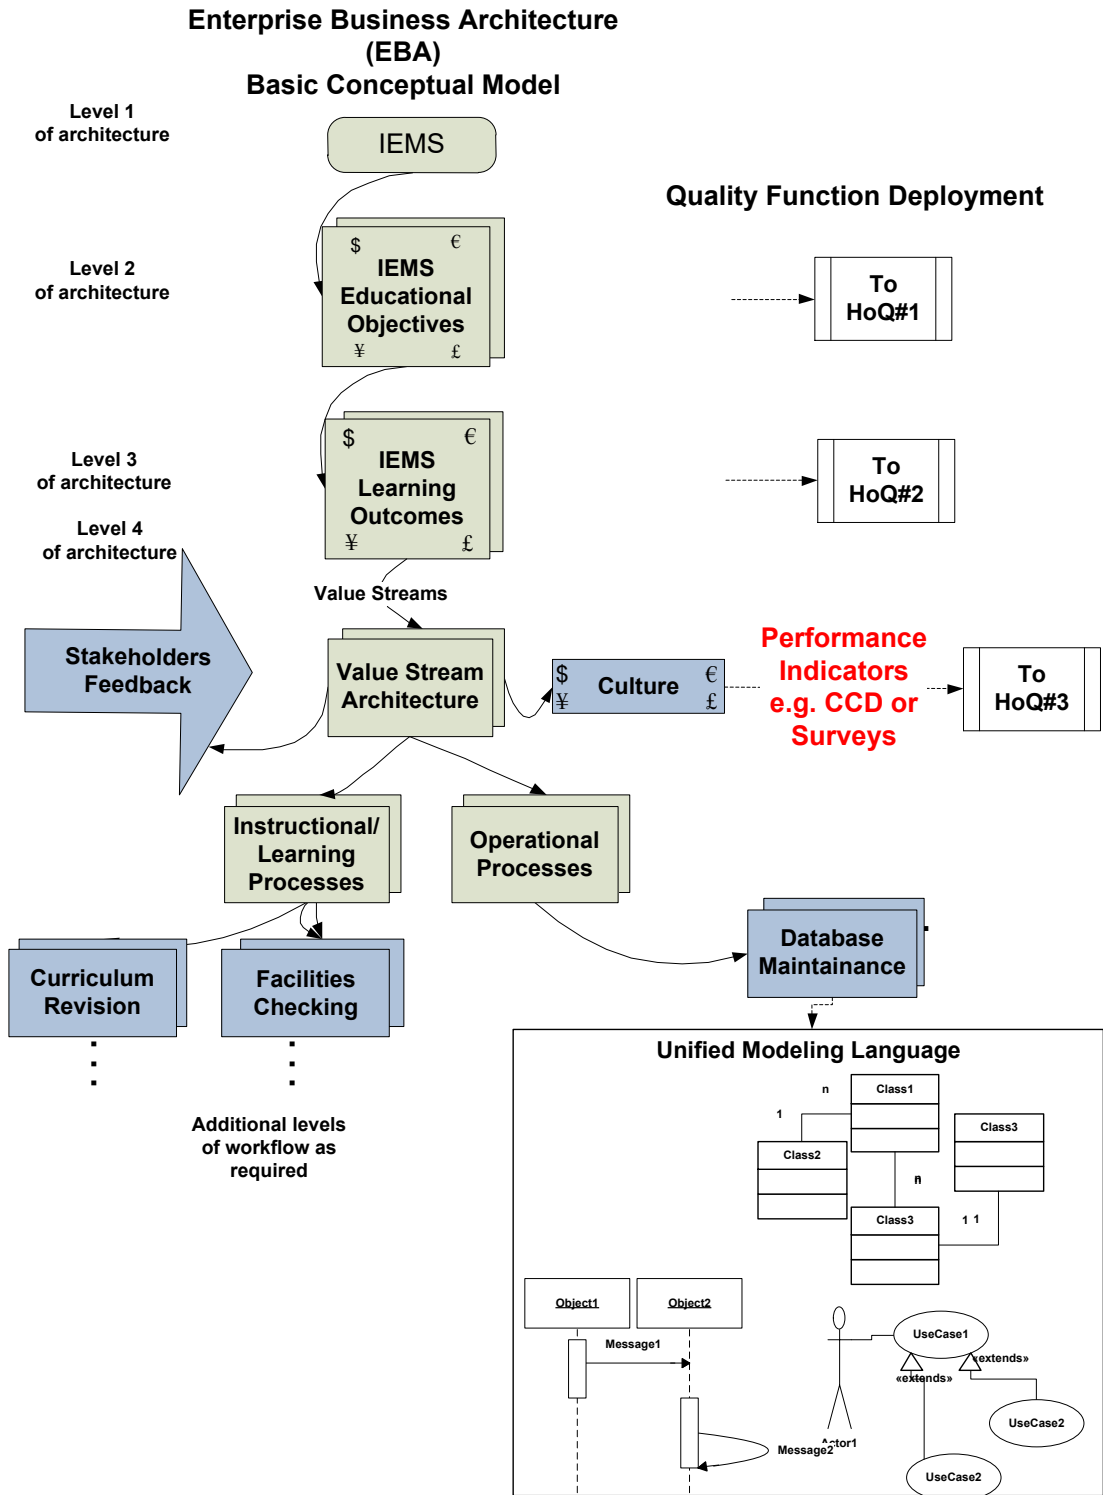 Enterprise Business Architecture
(EBA)
Basic Conceptual Model
Level 1
of architecture
IEMS
Quality Function Deployment
Level 2
of architecture
$ €
IEMS
Educational
Objectives
¥ £
To
HoQ#1
Level 3
of architecture
$ €
IEMS
Learning
Outcomes
¥ £
To
HoQ#2
Level 4
of architecture
Value Streams
Stakeholders
Feedback
Value Stream
Architecture
$ €
Culture
¥ £
Performance
Indicators
e.g. CCD or
Surveys
To
HoQ#3
Instructional/
Learning
Processes
Operational
Processes
Curriculum
Revision
Facilities
Checking
Database
Maintainance
Additional levels
of workflow as
required
Unified Modeling Language
n
Class1
1
Class2
Class3
n
n
Class3
1 1
Object1
Object2
Message1
Message2
Actor1
UseCase1
«extends»
«extends»
UseCase2
UseCase2